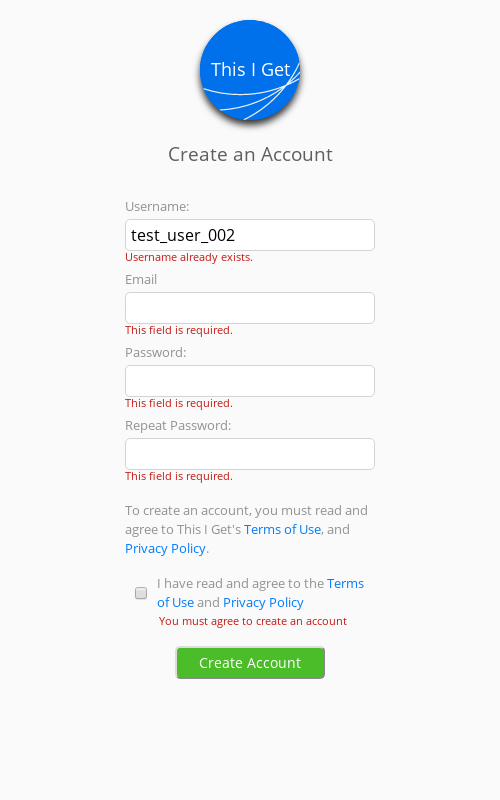 This I Get
Create an Account
Username:
test_user_002
Username already exists.
Email
This field is required.
Password:
This field is required.
Repeat Password:
This field is required.
To create an account, you must read and
agree to This I Get's Terms of Use, and
Privacy Policy.
I have read and agree to the Terms
of Use and Privacy Policy
You must agree to create an account
Create Account